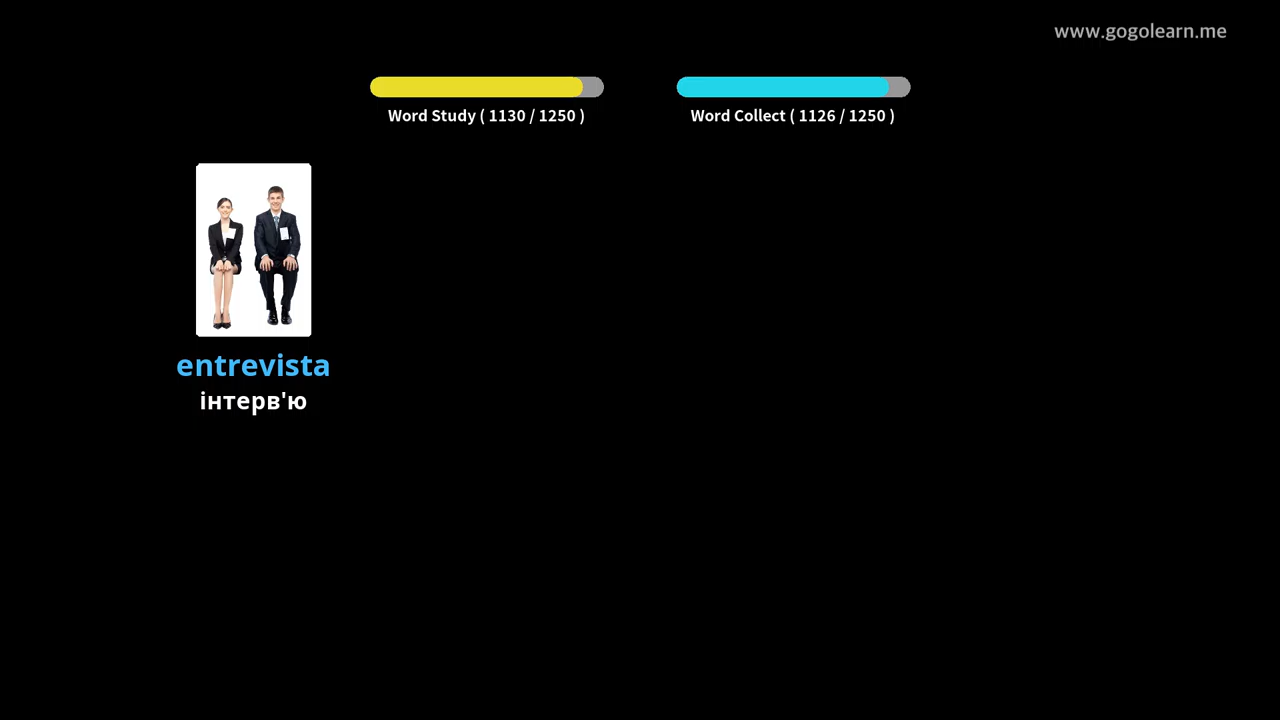 www.gogolearn.me
Word Study ( 1130 / 1250 )
Word Collect ( 1126 / 1250 )
entrevista
інтерв'ю